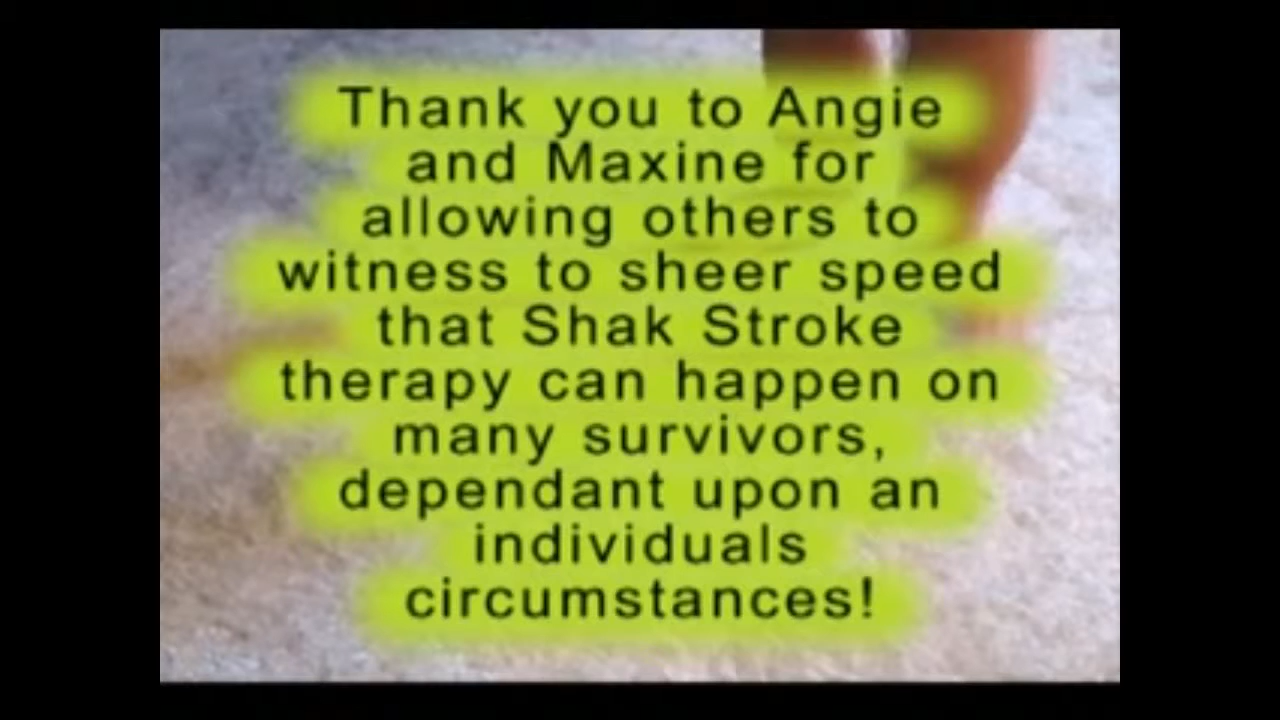 Thank you to Angie
and Maxine for
allowing others to
witness to sheer speed
that Shak Stroke
therapy can happen on
many survivors,
dependant upon an
individuals
circumstances!